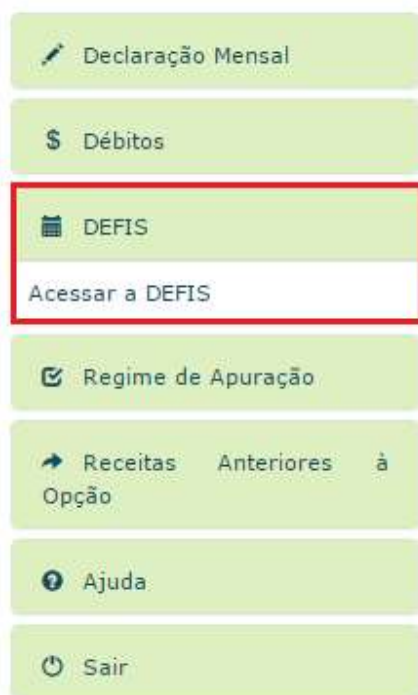 Declaração Mensal
$ Débitos
DEFIS
Acessar a DEFIS
Regime de Apuração
Receitas Anteriores à
Opção
Ajuda
Sair